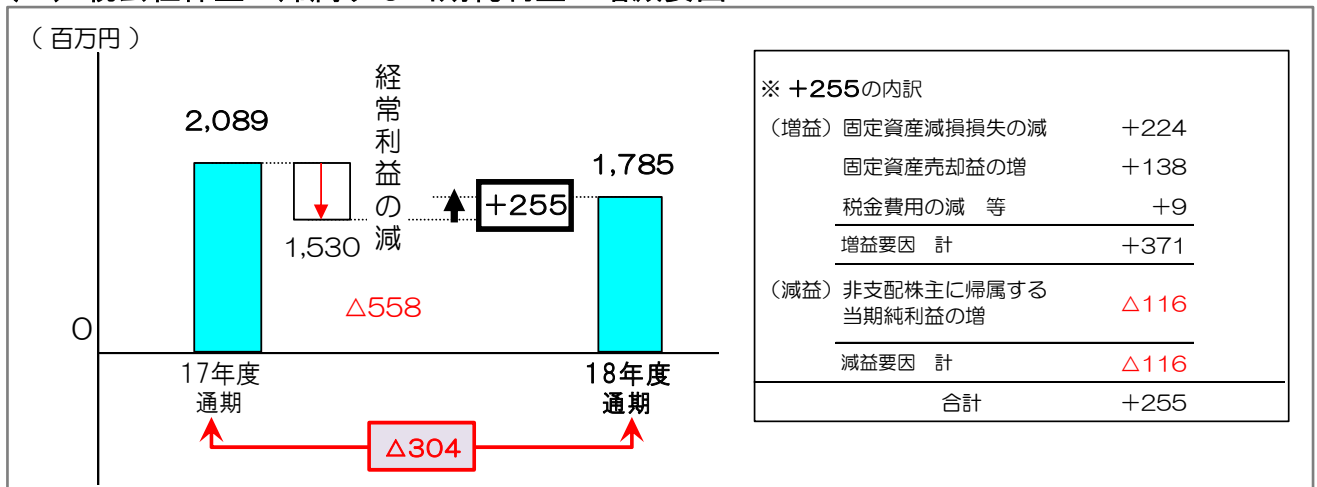 （百万円）
2,089
経常利益の減
1,530
△558
+255
1,785
0
17年度
通期
18年度
通期
△304
※ +255の内訳
（増益）固定資産減損損失の減 +224
固定資産売却益の増 +138
税金費用の減 等 +9
増益要因 計 +371
（減益）非支配株主に帰属する
当期純利益の増 △116
減益要因 計 △116
合計 +255